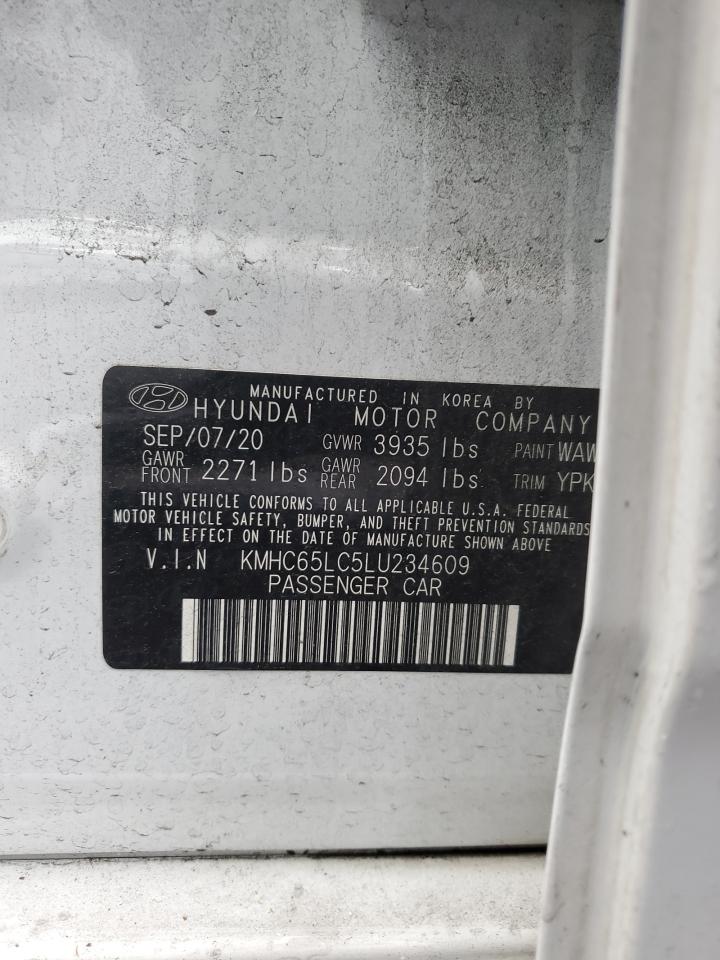 MANUFACTURED IN KOREA BY
HYUNDAI MOTOR COMPANY
SEP/07/20 GVWR 3935 lbs PAINT WAW
GAWR FRONT 2271 lbs GAWR REAR 2094 lbs. TRIM YPK
THIS VEHICLE CONFORMS TO ALL APPLICABLE U.S.A. FEDERAL
MOTOR VEHICLE SAFETY, BUMPER, AND THEFT PREVENTION STANDARDS
IN EFFECT ON THE DATE OF MANUFACTURE SHOWN ABOVE
V.I.N KMHC65LC5LU234609
PASSENGER CAR